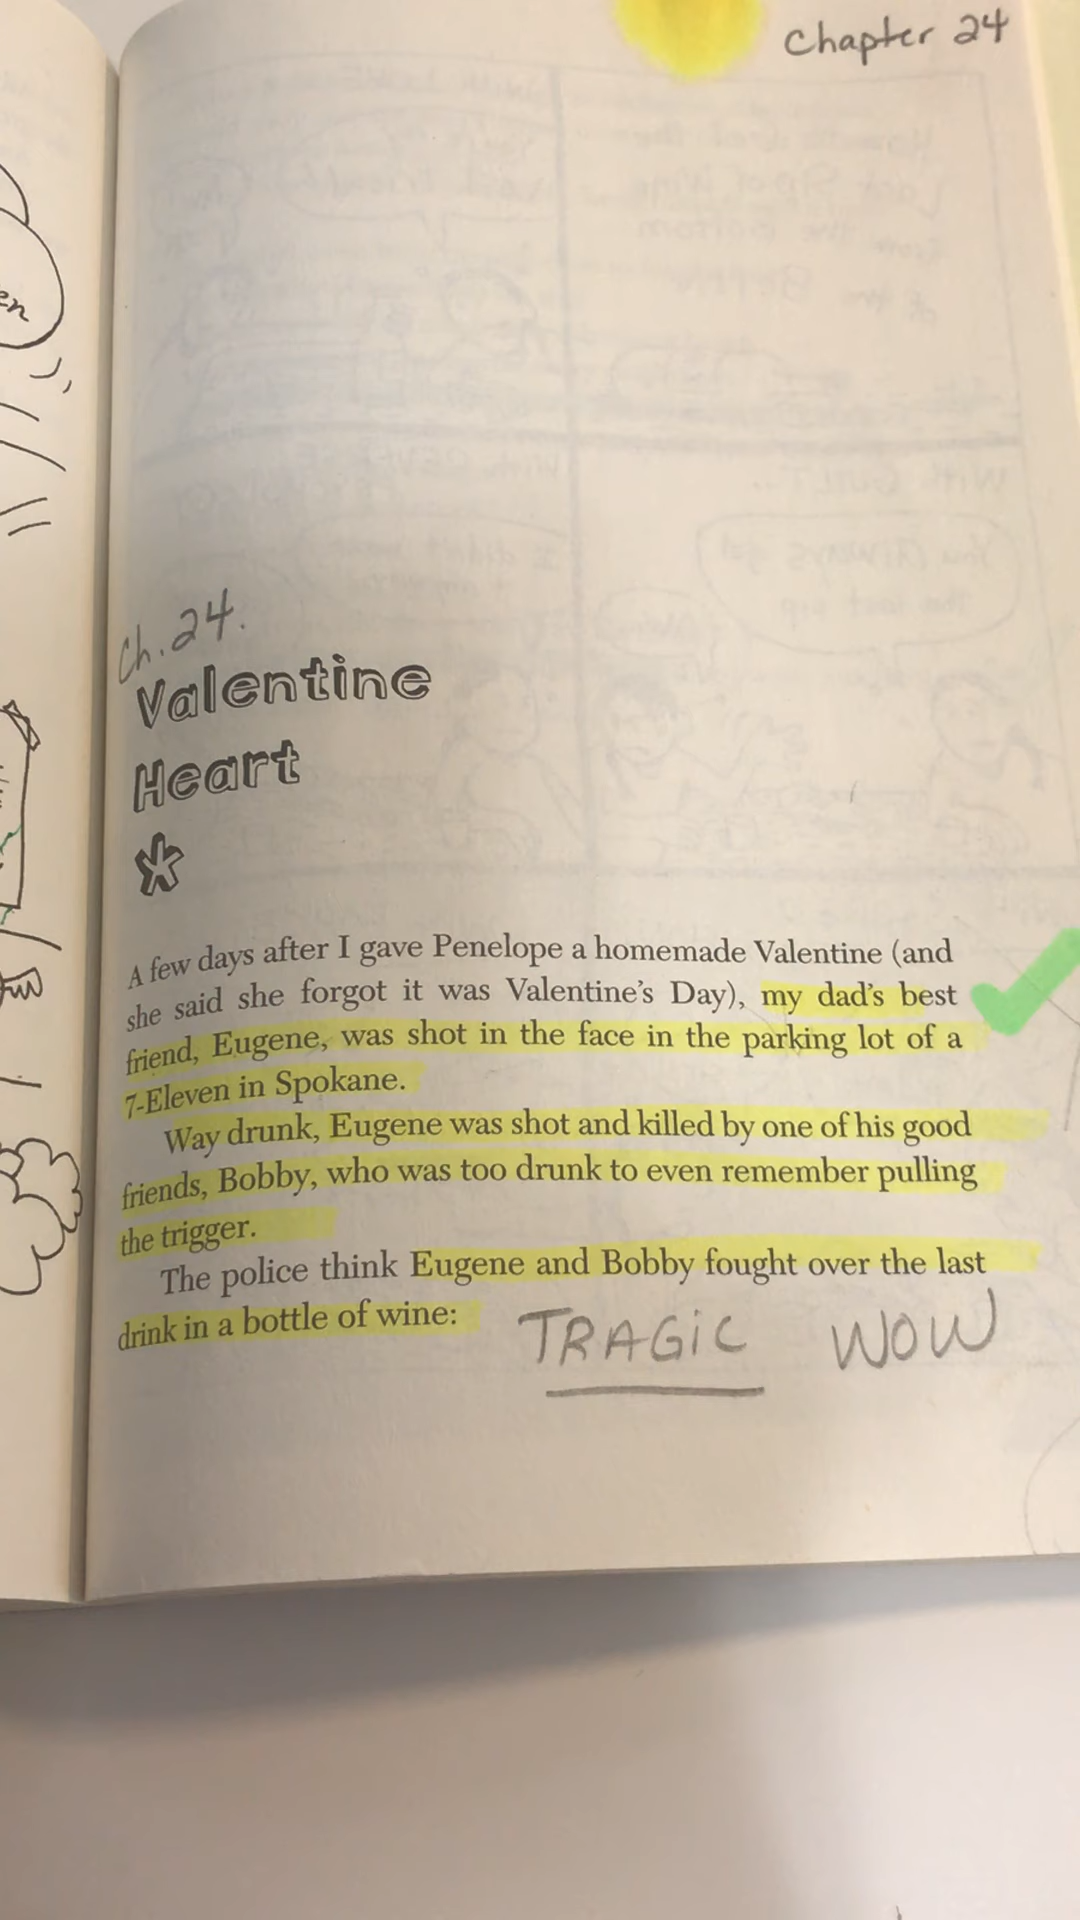 Chapter 24
en
Ch. 24.
Valentine
Heart
*
A few days after I gave Penelope a homemade Valentine (and
she said she forgot it was Valentine's Day), my dad's best
friend, Eugene, was shot in the face in the parking lot of a
7-Eleven in Spokane.
Way drunk, Eugene was shot and killed by one of his good
friends, Bobby, who was too drunk to even remember pulling
the trigger.
The police think Eugene and Bobby fought over the last
drink in a bottle of wine:
TRAGIC WOW